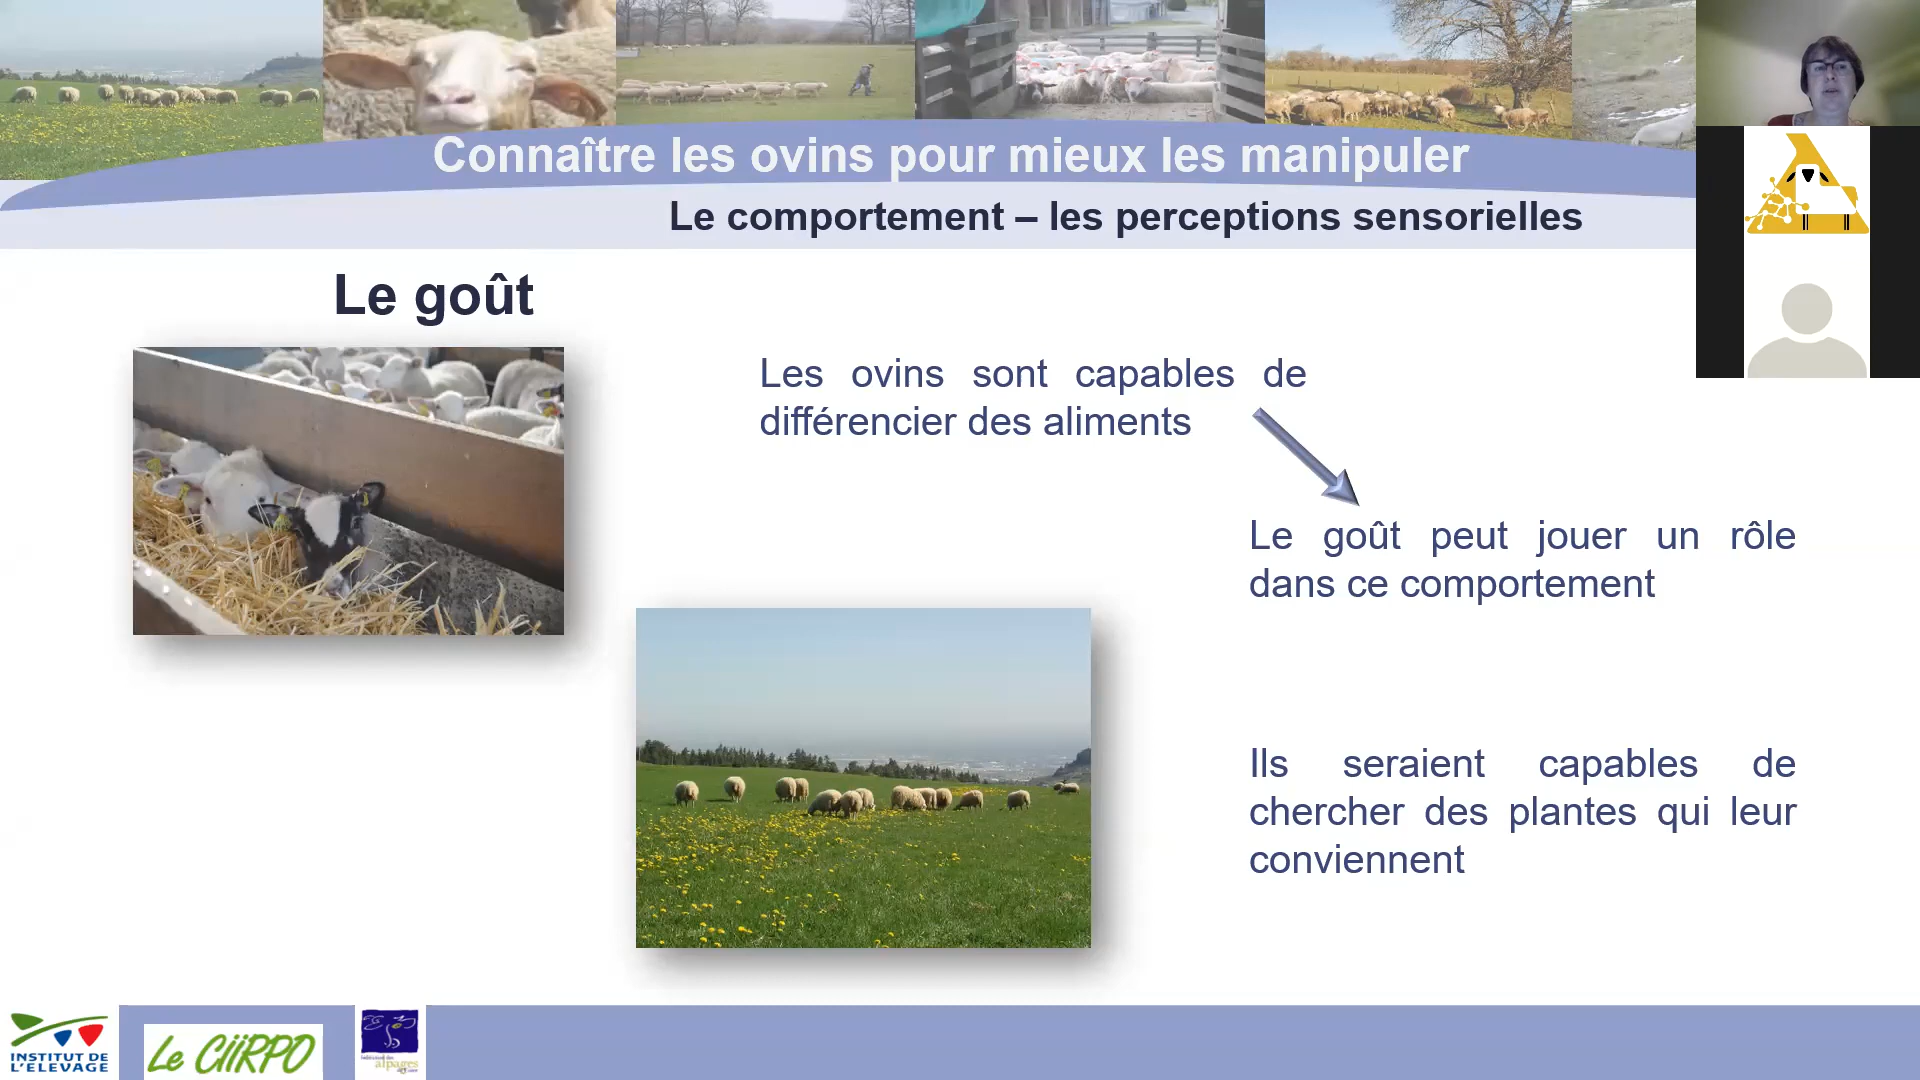 Connaître les ovins pour mieux les manipuler
Le comportement – les perceptions sensorielles
Le goût
Les ovins sont capables de
différencier des aliments
Le goût peut jouer un rôle
dans ce comportement
Ils seraient capables de
chercher des plantes qui leur
conviennent
INSTITUT DE
L'ELEVAGE
Le CIIRPO
alpages